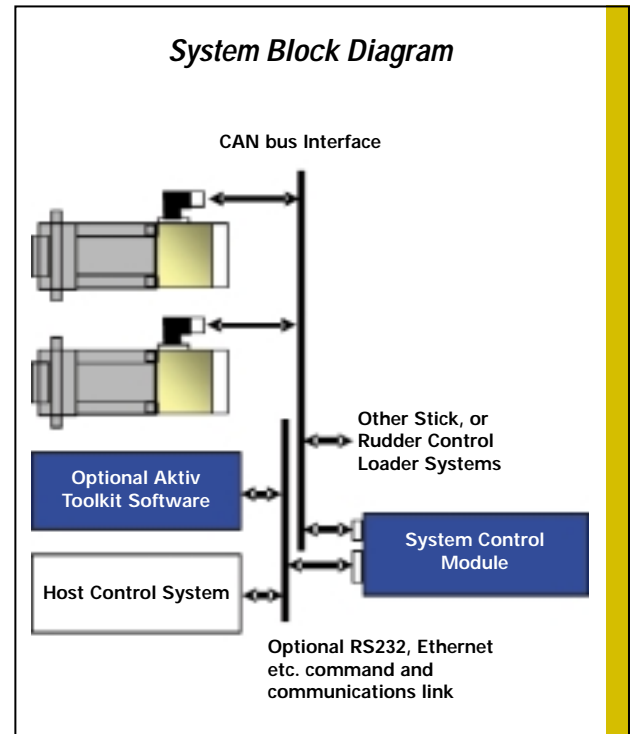 System Block Diagram
CAN bus Interface
Other Stick, or
Rudder Control
Loader Systems
Optional Aktiv
Toolkit Software
System Control
Module
Host Control System
Optional RS232, Ethernet
etc. command and
communications link